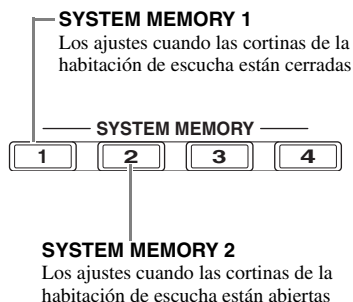 SYSTEM MEMORY 1
Los ajustes cuando las cortinas de la
habitación de escucha están cerradas
SYSTEM MEMORY
1 2 3 4
SYSTEM MEMORY 2
Los ajustes cuando las cortinas de la
habitación de escucha están abiertas